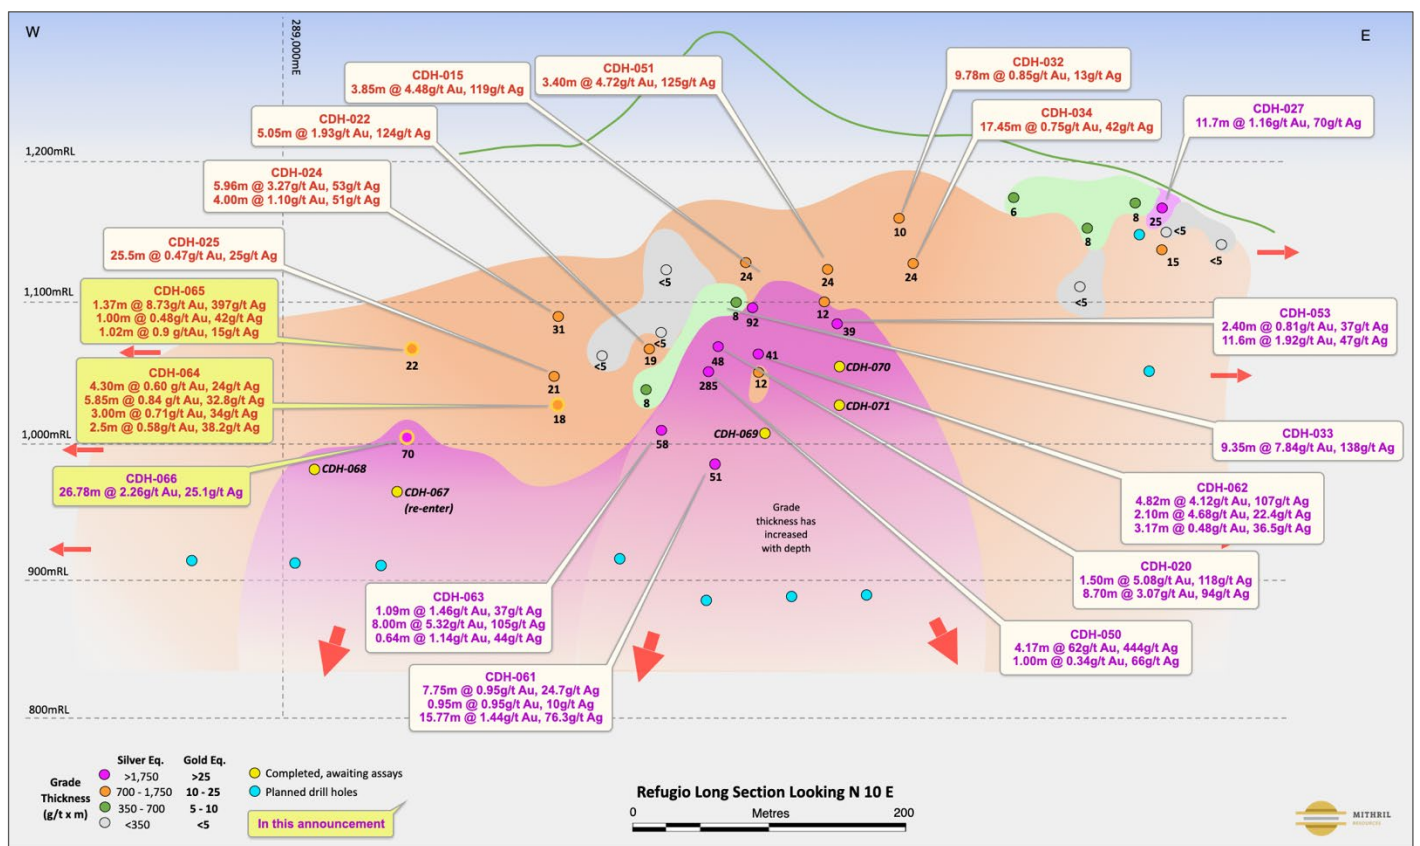 W
E
289,000mE
CDH-015
3.85m @ 4.48g/t Au, 119g/t Ag
CDH-051
3.40m @ 4.72g/t Au, 125g/t Ag
CDH-032
9.78m @ 0.85g/t Au, 13g/t Ag
CDH-034
17.45m @ 0.75g/t Au, 42g/t Ag
CDH-027
11.7m @ 1.16g/t Au, 70g/t Ag
CDH-022
5.05m @ 1.93g/t Au, 124g/t Ag
1,200mRL
CDH-024
5.96m @ 3.27g/t Au, 53g/t Ag
4.00m @ 1.10g/t Au, 51g/t Ag
CDH-025
25.5m @ 0.47g/t Au, 25g/t Ag
6
8
8
25
<5
15
<5
<5
10
24
24
24
<5
1,100mRL
CDH-065
1.37m @ 8.73g/t Au, 397g/t Ag
1.00m @ 0.48g/t Au, 42g/t Ag
1.02m @ 0.9 g/tAu, 15g/t Ag
31
8
92
12
39
CDH-053
2.40m @ 0.81g/t Au, 37g/t Ag
11.6m @ 1.92g/t Au, 47g/t Ag
22
<5
19
<5
48
41
CDH-070
CDH-064
4.30m @ 0.60 g/t Au, 24g/t Ag
5.85m @ 0.84 g/t Au, 32.8g/t Ag
3.00m @ 0.71g/t Au, 34g/t Ag
2.5m @ 0.58g/t Au, 38.2g/t Ag
21
285
12
8
18
CDH-071
1,000mRL
CDH-069
58
70
51
CDH-033
9.35m @ 7.84g/t Au, 138g/t Ag
CDH-066
26.78m @ 2.26g/t Au, 25.1g/t Ag
CDH-068
CDH-067
(re-enter)
Grade
thickness has
increased
with depth
CDH-062
4.82m @ 4.12g/t Au, 107g/t Ag
2.10m @ 4.68g/t Au, 22.4g/t Ag
3.17m @ 0.48g/t Au, 36.5g/t Ag
900mRL
CDH-020
1.50m @ 5.08g/t Au, 118g/t Ag
8.70m @ 3.07g/t Au, 94g/t Ag
CDH-063
1.09m @ 1.46g/t Au, 37g/t Ag
8.00m @ 5.32g/t Au, 105g/t Ag
0.64m @ 1.14g/t Au, 44g/t Ag
CDH-050
4.17m @ 62g/t Au, 444g/t Ag
1.00m @ 0.34g/t Au, 66g/t Ag
CDH-061
7.75m @ 0.95g/t Au, 24.7g/t Ag
0.95m @ 0.95g/t Au, 10g/t Ag
15.77m @ 1.44g/t Au, 76.3g/t Ag
800mRL
Grade
Thickness
(g/t x m)
Silver Eq. Gold Eq.
>1,750 >25
700 - 1,750 10 - 25
350 - 700 5 - 10
<350 <5
Completed, awaiting assays
Planned drill holes
In this announcement
Refugio Long Section Looking N 10 E
0 Metres 200
MITHRIL
RESOURCES